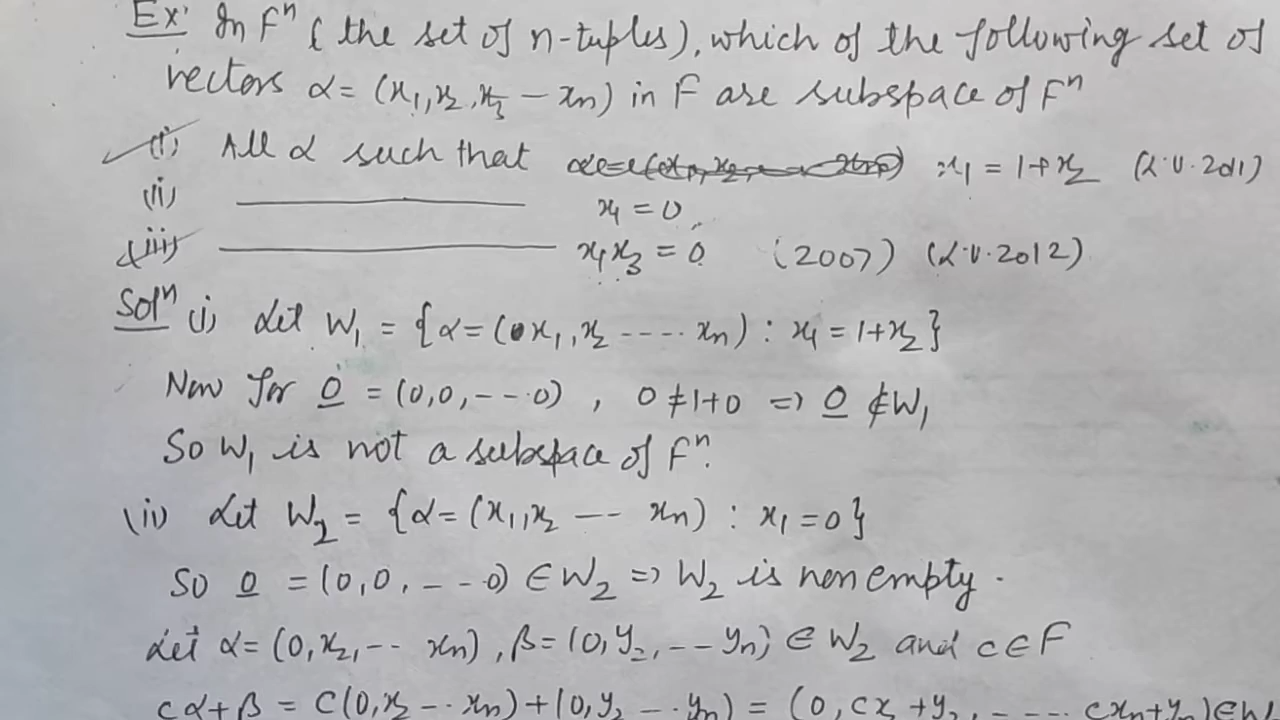 Ex: In Fⁿ (the set of n-tuples), which of the following set of
vectors α = (x₁, x₂, x₃ — xₙ) in F are subspace of Fⁿ
(i) All α such that x₁ = 1+x₂ (L.U. 2011)
(ii) ———— x₁ = 0
(iii) ———— x₁x₃ = 0 (2007) (L.U. 2012)
Solⁿ (i) Let W₁ = {α = (x₁, x₂ ---- xₙ) : x₁ = 1+x₂}
Now for 0 = (0,0,---0) , 0 ≠ 1+0 => 0 ∉ W₁
So W₁ is not a subspace of Fⁿ.
(ii) Let W₂ = {α = (x₁, x₂ --- xₙ) : x₁ = 0}
So 0 = (0,0, ---0) ∈ W₂ => W₂ is non empty.
Let α = (0, x₂, -- xₙ), β = (0, y₂, -- yₙ) ∈ W₂ and c ∈ F
cα+β = c(0, x₂ --- xₙ) + (0, y₂ --- yₙ) = (0, cx₂+y₂, ---- cxₙ+yₙ) ∈ W